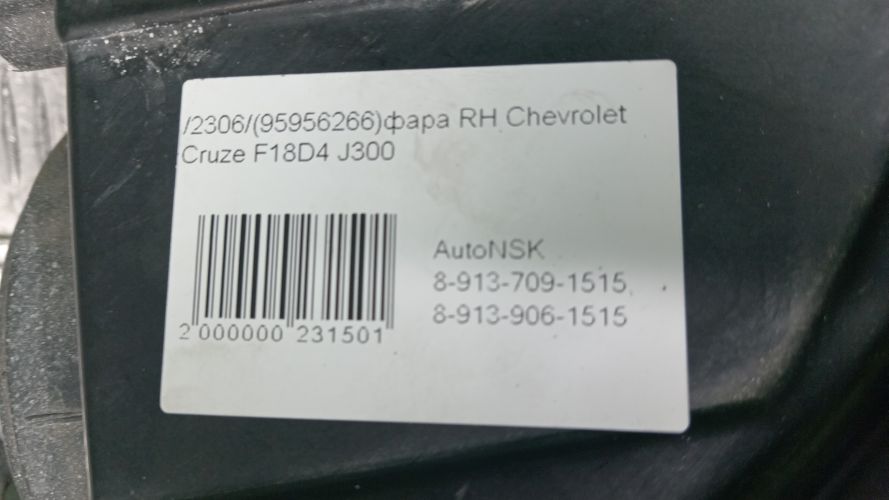 /2306/(95956266)фара RH Chevrolet
Cruze F18D4 J300
AutoNSK
8-913-709-1515
8-913-906-1515
2 000000 231501